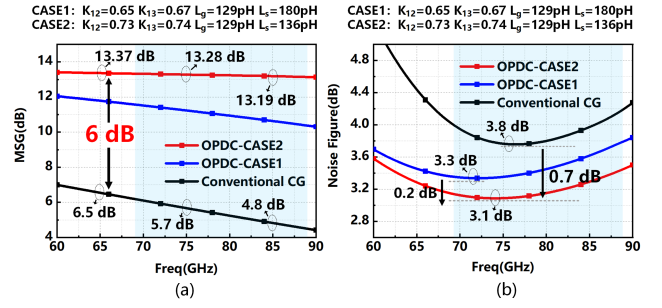 CASE1: K12=0.65 K13=0.67 Lg=129pH Ls=180pH
CASE2: K12=0.73 K13=0.74 Lg=129pH Ls=136pH
MSG(dB)
14
12
10
8
6
4
13.37 dB
13.28 dB
13.19 dB
6 dB
OPDC-CASE2
OPDC-CASE1
Conventional CG
6.5 dB
5.7 dB
4.8 dB
60 65 70 75 80 85 90
Freq(GHz)
(a)
CASE1: K12=0.65 K13=0.67 Lg=129pH Ls=180pH
CASE2: K12=0.73 K13=0.74 Lg=129pH Ls=136pH
Noise Figure(dB)
4.8
4.4
4.0
3.6
3.2
2.8
OPDC-CASE2
OPDC-CASE1
Conventional CG
3.8 dB
3.3 dB
0.2 dB
0.7 dB
3.1 dB
60 65 70 75 80 85 90
Freq(GHz)
(b)